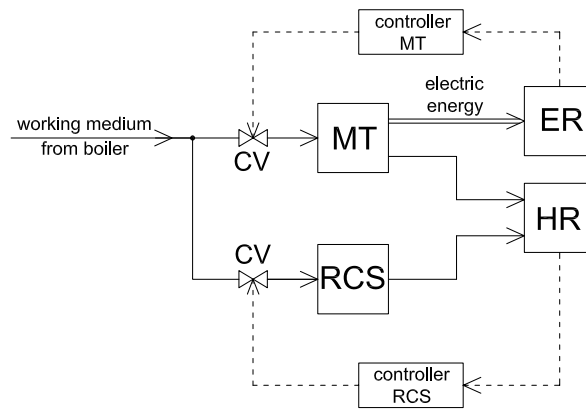 controller
MT
electric
energy
ER
working medium
from boiler
CV
MT
HR
CV
RCS
controller
RCS